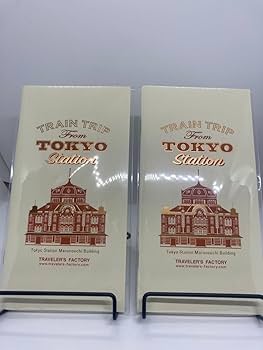 TRAIN TRIP
From
TOKYO
Station
Tokyo Station Marunouchi Building
TRAVELER'S FACTORY
www.travelers-factory.com
TRAIN TRIP
From
TOKYO
Station
Tokyo Station Marunouchi Building
TRAVELER'S FACTORY
www.travelers-factory.com